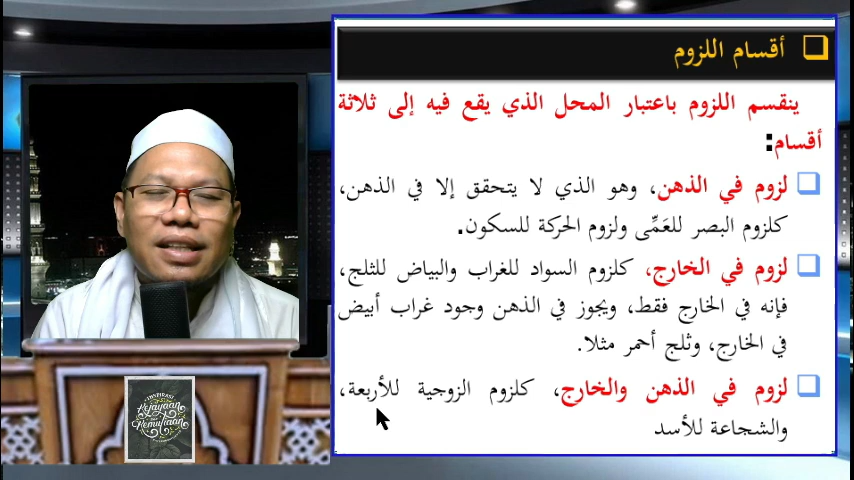 أقسام اللزوم
ينقسم اللزوم باعتبار المحل الذي يقع فيه إلى ثلاثة
أقسام:
لزوم في الذهن، وهو الذي لا يتحقق إلا في الذهن،
كلزوم البصر للعَمِّى ولزوم الحركة للسكون.
لزوم في الخارج، كلزوم السواد للغراب والبياض للثلج،
فإنه في الخارج فقط، ويجوز في الذهن وجود غراب أبيض
في الخارج، وثلج أحمر مثلا.
لزوم في الذهن والخارج، كلزوم الزوجية للأربعة،
والشجاعة للأسد
INSPIRASI
Kejayaan
Kemuliaan